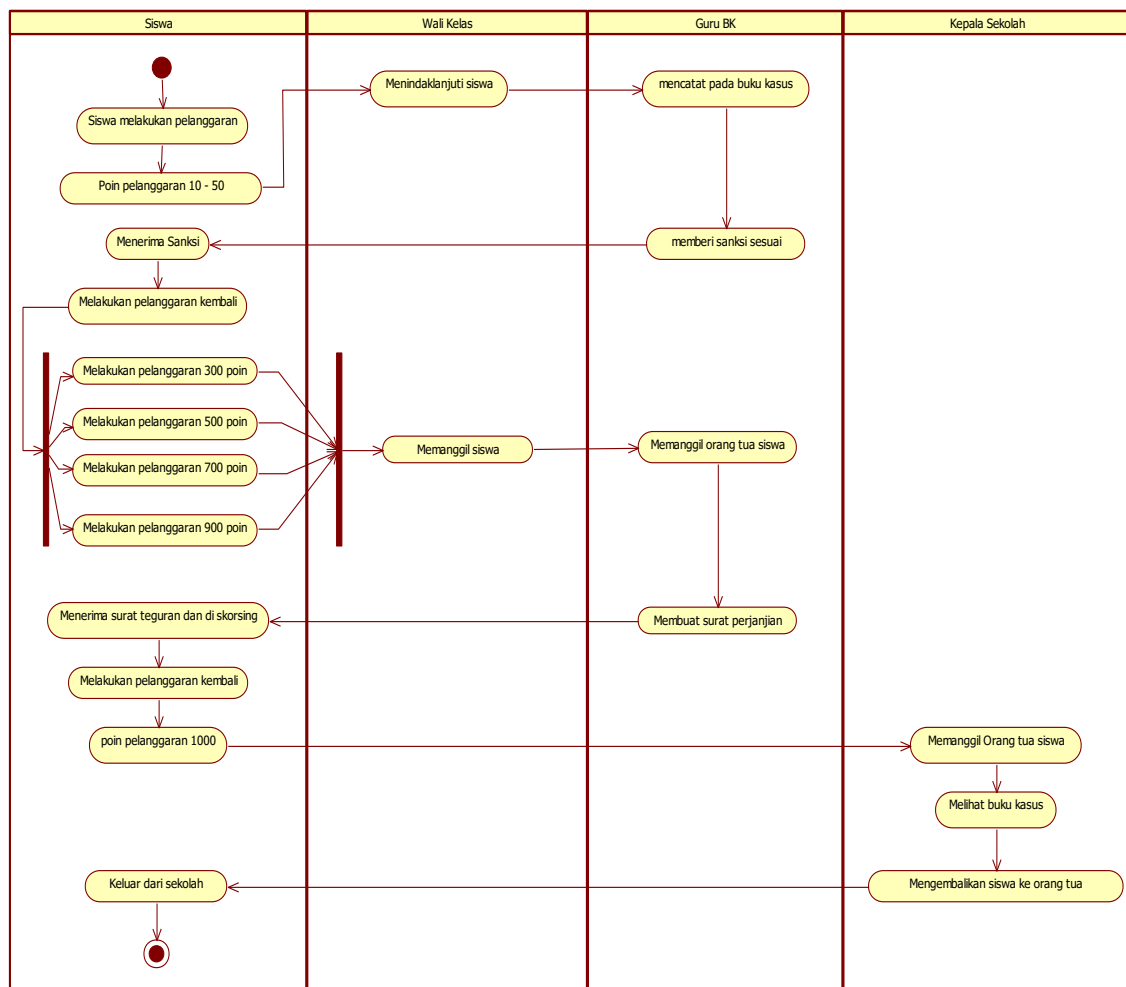 Siswa
Wali Kelas
Guru BK
Kepala Sekolah
Menindaklanjuti siswa
mencatat pada buku kasus
Siswa melakukan pelanggaran
Poin pelanggaran 10 - 50
Menerima Sanksi
memberi sanksi sesuai
Melakukan pelanggaran kembali
Melakukan pelanggaran 300 poin
Melakukan pelanggaran 500 poin
Melakukan pelanggaran 700 poin
Melakukan pelanggaran 900 poin
Memanggil siswa
Memanggil orang tua siswa
Menerima surat teguran dan di skorsing
Membuat surat perjanjian
Melakukan pelanggaran kembali
poin pelanggaran 1000
Memanggil Orang tua siswa
Melihat buku kasus
Keluar dari sekolah
Mengembalikan siswa ke orang tua